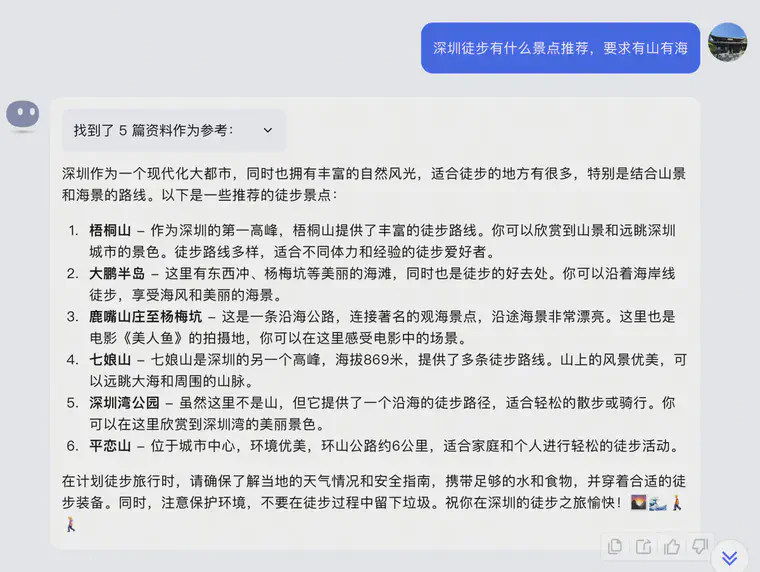 深圳徒步有什么景点推荐，要求有山有海
找到了 5 篇资料作为参考：
深圳作为一个现代化大都市，同时也拥有丰富的自然风光，适合徒步的地方有很多，特别是结合山景
和海景的路线。以下是一些推荐的徒步景点：
1. 梧桐山 – 作为深圳的第一高峰，梧桐山提供了丰富的徒步路线。你可以欣赏到山景和远眺深圳
城市的景色。徒步路线多样，适合不同体力和经验的徒步爱好者。
2. 大鹏半岛 – 这里有东西冲、杨梅坑等美丽的海滩，同时也是徒步的好去处。你可以沿着海岸线
徒步，享受海风和美丽的海景。
3. 鹿嘴山庄至杨梅坑 – 这是一条沿海公路，连接著名的观海景点，沿途海景非常漂亮。这里也是
电影《美人鱼》的拍摄地，你可以在这里感受电影中的场景。
4. 七娘山 – 七娘山是深圳的另一个高峰，海拔869米，提供了多条徒步路线。山上的风景优美，可
以远眺大海和周围的山脉。
5. 深圳湾公园 – 虽然这里不是山，但它提供了一个沿海的徒步路径，适合轻松的散步或骑行。你
可以在这里欣赏到深圳湾的美丽景色。
6. 平恋山 – 位于城市中心，环境优美，环山公路约6公里，适合家庭和个人进行轻松的徒步活动。
在计划徒步旅行时，请确保了解当地的天气情况和安全指南，携带足够的水和食物，并穿着合适的徒
步装备。同时，注意保护环境，不要在徒步过程中留下垃圾。祝你在深圳的徒步之旅愉快！